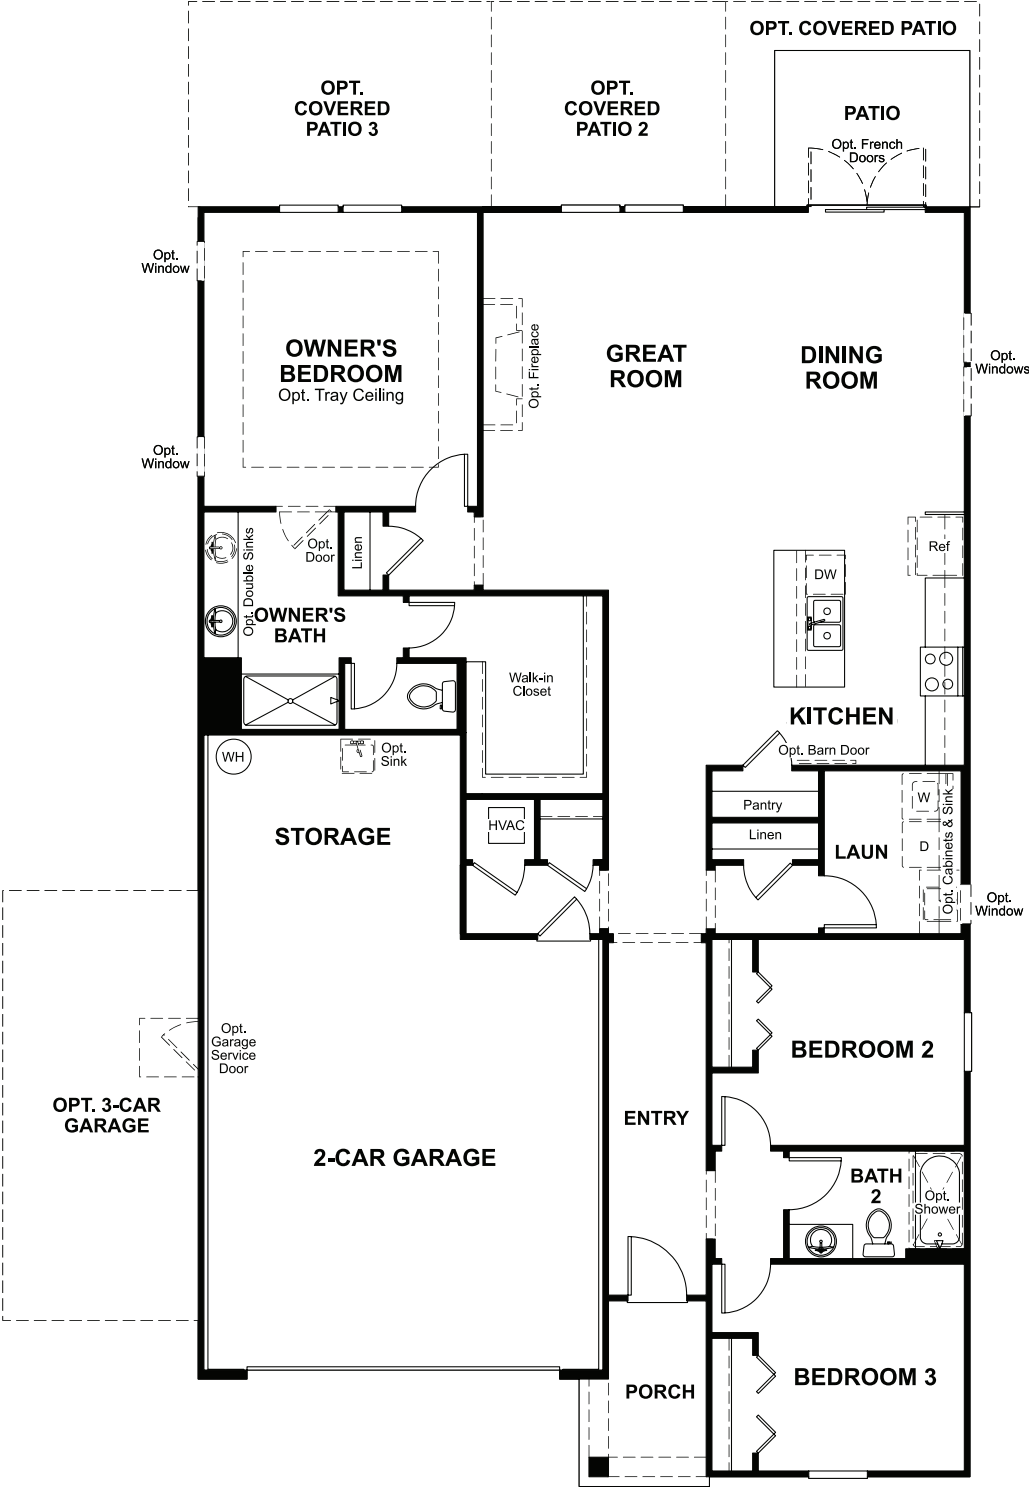 OPT. COVERED PATIO
OPT.
COVERED
PATIO 3
OPT.
COVERED
PATIO 2
PATIO
Opt. French
Doors
Opt.
Window
OWNER'S
BEDROOM
Opt. Tray Ceiling
Opt. Fireplace
GREAT
ROOM
DINING
ROOM
Opt.
Windows
Opt.
Window
Opt. Double Sinks
Opt.
Door
Linen
Ref
DW
OWNER'S
BATH
Walk-in
Closet
KITCHEN
WH
Opt.
Sink
Opt. Barn Door
STORAGE
HVAC
Pantry
Linen
LAUN
W
D
Opt. Cabinets & Sink
Opt.
Window
Opt.
Garage
Service
Door
OPT. 3-CAR
GARAGE
2-CAR GARAGE
ENTRY
BEDROOM 2
BATH
2
Opt.
Shower
PORCH
BEDROOM 3